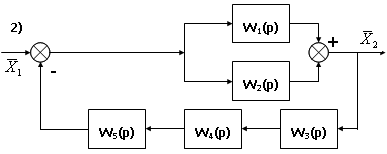 2)
W₁(p)
X̅₁
+
X̅₂
-
W₂(p)
W₅(p) W₄(p) W₃(p)